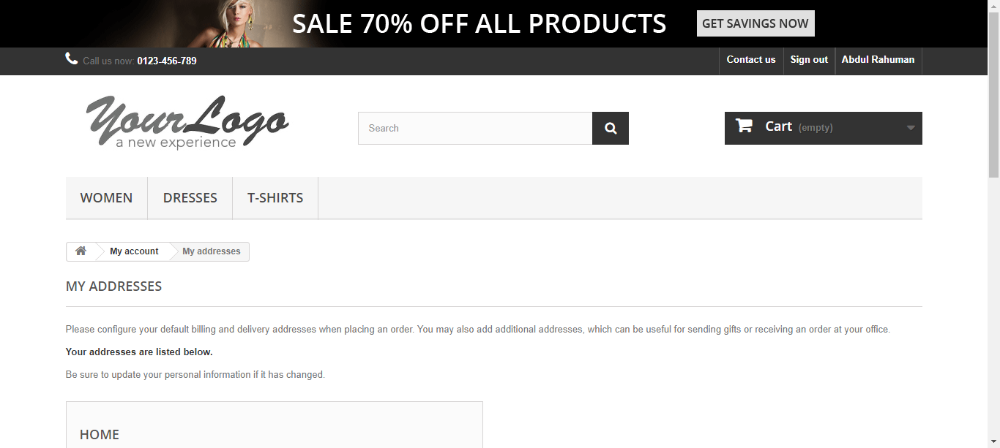 SALE 70% OFF ALL PRODUCTS GET SAVINGS NOW
Call us now: 0123-456-789 Contact us Sign out Abdul Rahuman
Your Logo
a new experience
Search
Cart (empty)
WOMEN DRESSES T-SHIRTS
My account My addresses
MY ADDRESSES
Please configure your default billing and delivery addresses when placing an order. You may also add additional addresses, which can be useful for sending gifts or receiving an order at your office.
Your addresses are listed below.
Be sure to update your personal information if it has changed.
HOME